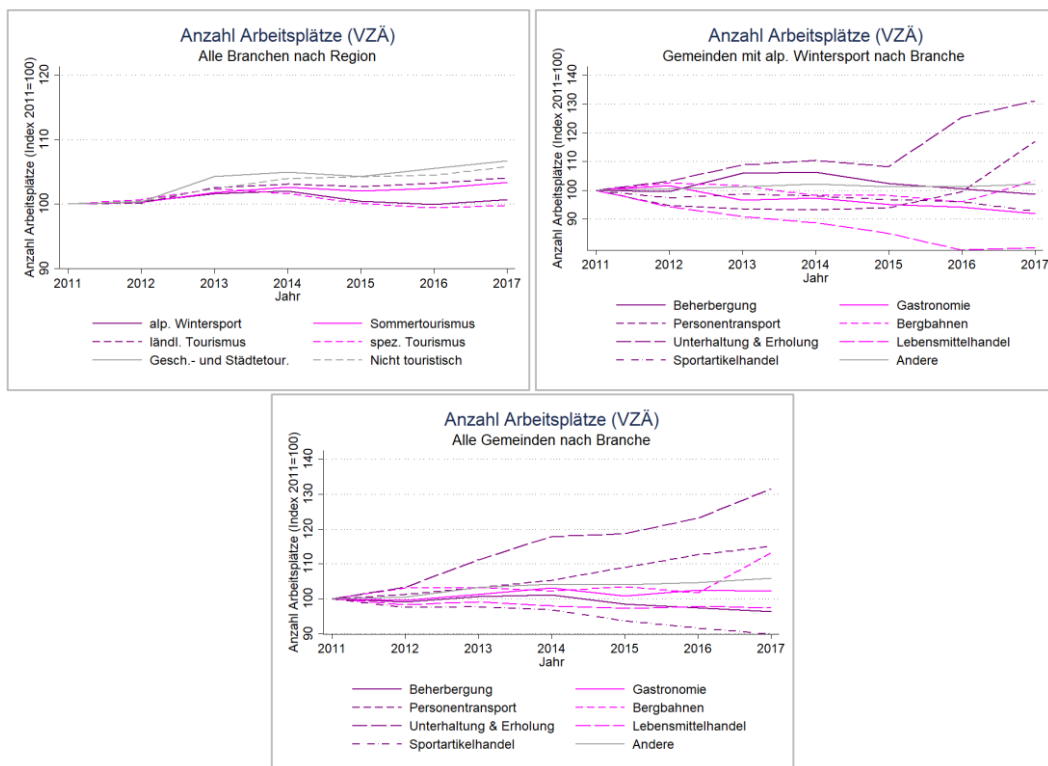 Anzahl Arbeitsplätze (VZÄ)
Alle Branchen nach Region
Anzahl Arbeitsplätze (Index 2011=100)
120
110
100
90
2011 2012 2013 2014 2015 2016 2017
Jahr
alp. Wintersport Sommertourismus
ländl. Tourismus spez. Tourismus
Gesch.- und Städtetour. Nicht touristisch
Anzahl Arbeitsplätze (VZÄ)
Gemeinden mit alp. Wintersport nach Branche
Anzahl Arbeitsplätze (Index 2011=100)
140
130
120
110
100
90
2011 2012 2013 2014 2015 2016 2017
Jahr
Beherbergung Gastronomie
Personentransport Bergbahnen
Unterhaltung & Erholung Lebensmittelhandel
Sportartikelhandel Andere
Anzahl Arbeitsplätze (VZÄ)
Alle Gemeinden nach Branche
Anzahl Arbeitsplätze (Index 2011=100)
140
130
120
110
100
90
2011 2012 2013 2014 2015 2016 2017
Jahr
Beherbergung Gastronomie
Personentransport Bergbahnen
Unterhaltung & Erholung Lebensmittelhandel
Sportartikelhandel Andere